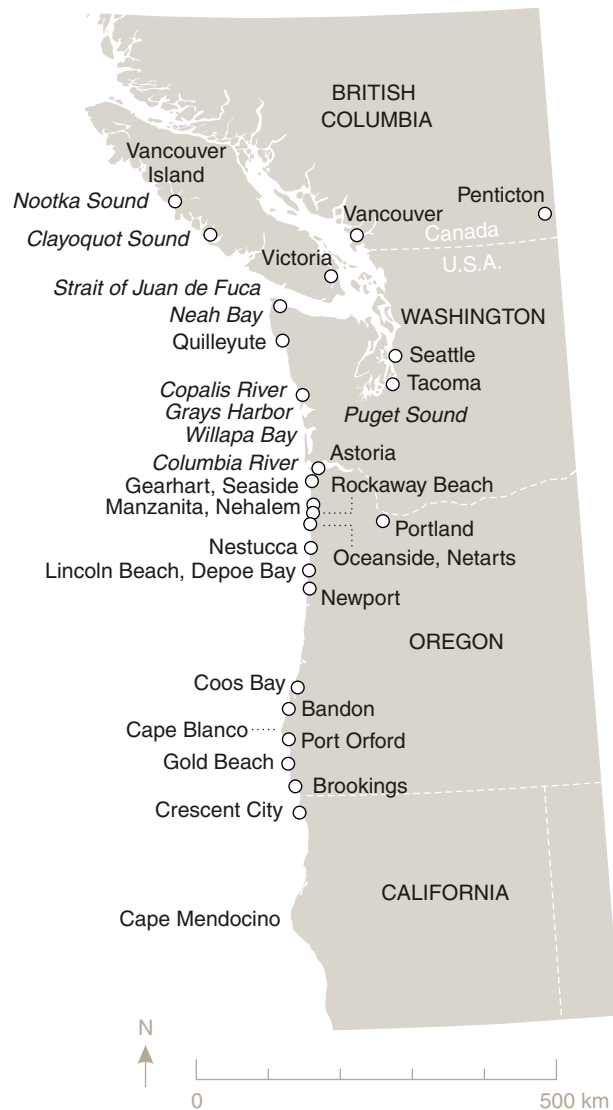 BRITISH
COLUMBIA
Vancouver
Island
Penticton
Nootka Sound
Vancouver
Clayoquot Sound
Canada
U.S.A.
Victoria
Strait of Juan de Fuca
Neah Bay
WASHINGTON
Quilleyute
Seattle
Tacoma
Copalis River
Grays Harbor
Puget Sound
Willapa Bay
Astoria
Columbia River
Gearhart, Seaside
Rockaway Beach
Manzanita, Nehalem
Portland
Nestucca
Oceanside, Netarts
Lincoln Beach, Depoe Bay
Newport
OREGON
Coos Bay
Bandon
Cape Blanco
Port Orford
Gold Beach
Brookings
Crescent City
CALIFORNIA
Cape Mendocino
N
0
500 km